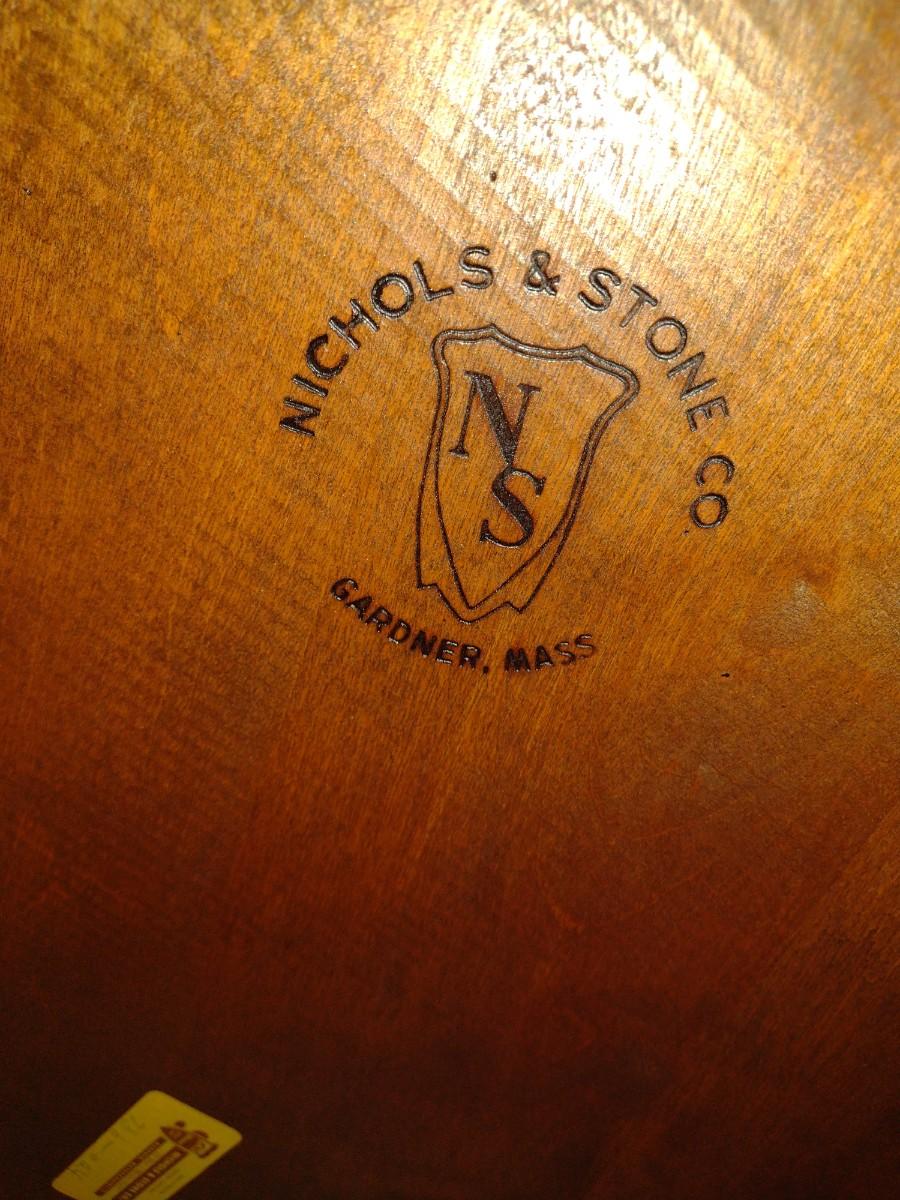 NICHOLS & STONE CO.
NS
GARDNER, MASS